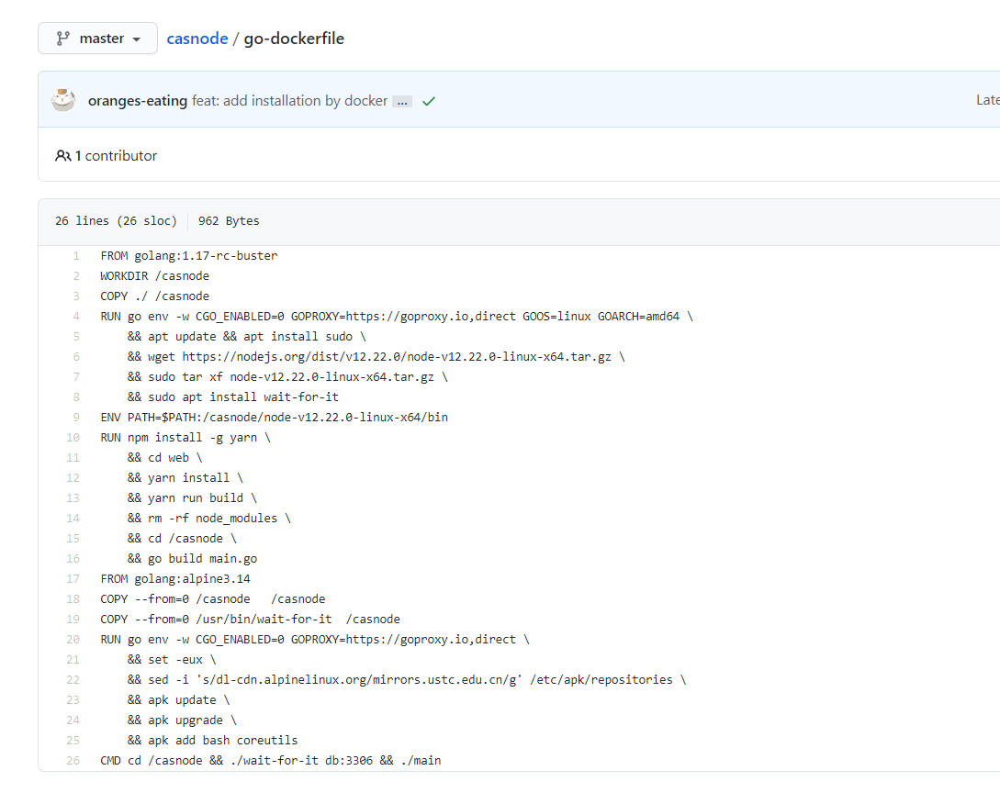 master
casnode / go-dockerfile
oranges-eating feat: add installation by docker ...
1 contributor
26 lines (26 sloc) 962 Bytes
1 FROM golang:1.17-rc-buster
2 WORKDIR /casnode
3 COPY ./ /casnode
4 RUN go env -w CGO_ENABLED=0 GOPROXY=https://goproxy.io,direct GOOS=linux GOARCH=amd64 \
5 && apt update && apt install sudo \
6 && wget https://nodejs.org/dist/v12.22.0/node-v12.22.0-linux-x64.tar.gz \
7 && sudo tar xf node-v12.22.0-linux-x64.tar.gz \
8 && sudo apt install wait-for-it
9 ENV PATH=$PATH:/casnode/node-v12.22.0-linux-x64/bin
10 RUN npm install -g yarn \
11 && cd web \
12 && yarn install \
13 && yarn run build \
14 && rm -rf node_modules \
15 && cd /casnode \
16 && go build main.go
17 FROM golang:alpine3.14
18 COPY --from=0 /casnode   /casnode
19 COPY --from=0 /usr/bin/wait-for-it  /casnode
20 RUN go env -w CGO_ENABLED=0 GOPROXY=https://goproxy.io,direct \
21 && set -eux \
22 && sed -i 's/dl-cdn.alpinelinux.org/mirrors.ustc.edu.cn/g' /etc/apk/repositories \
23 && apk update \
24 && apk upgrade \
25 && apk add bash coreutils
26 CMD cd /casnode && ./wait-for-it db:3306 && ./main